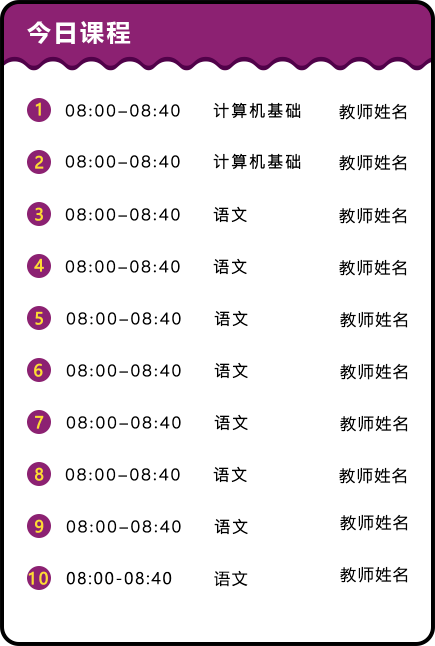 今日课程
1 08:00-08:40 计算机基础 教师姓名
2 08:00-08:40 计算机基础 教师姓名
3 08:00-08:40 语文 教师姓名
4 08:00-08:40 语文 教师姓名
5 08:00-08:40 语文 教师姓名
6 08:00-08:40 语文 教师姓名
7 08:00-08:40 语文 教师姓名
8 08:00-08:40 语文 教师姓名
9 08:00-08:40 语文 教师姓名
10 08:00-08:40 语文 教师姓名